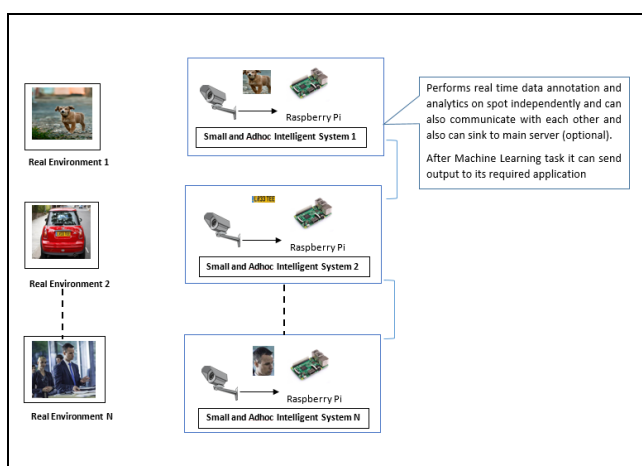 Real Environment 1
Raspberry Pi
Small and Adhoc Intelligent System 1
Performs real time data annotation and
analytics on spot independently and can
also communicate with each other and
also can sink to main server (optional).
After Machine Learning task it can send
output to its required application
Real Environment 2
Raspberry Pi
Small and Adhoc Intelligent System 2
Real Environment N
Raspberry Pi
Small and Adhoc Intelligent System N